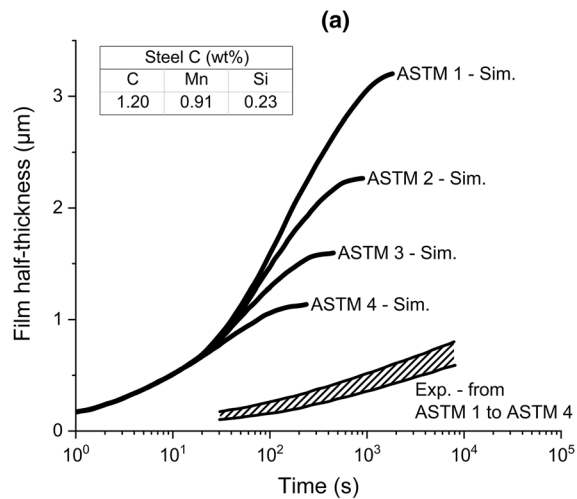 (a)
Steel C (wt%)
C Mn Si
1.20 0.91 0.23
ASTM 1 - Sim.
ASTM 2 - Sim.
ASTM 3 - Sim.
ASTM 4 - Sim.
Exp. - from
ASTM 1 to ASTM 4
Film half-thickness (μm)
3
2
1
0
10⁰ 10¹ 10² 10³ 10⁴ 10⁵
Time (s)